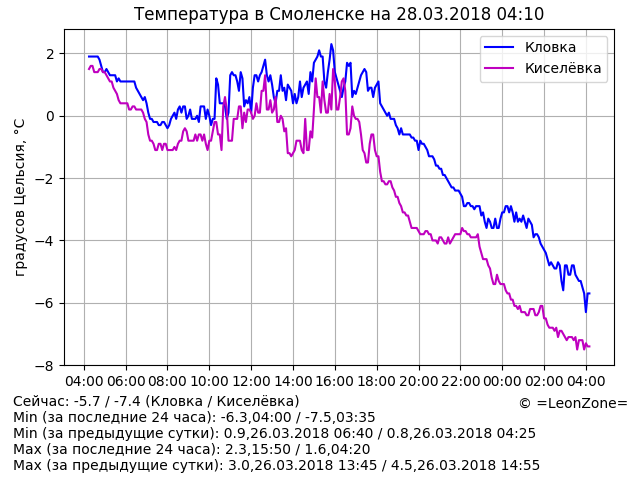 Температура в Смоленске на 28.03.2018 04:10
Кловка
Киселёвка
градусов Цельсия, °C
2
0
−2
−4
−6
−8
04:00 06:00 08:00 10:00 12:00 14:00 16:00 18:00 20:00 22:00 00:00 02:00 04:00
Сейчас: -5.7 / -7.4 (Кловка / Киселёвка)
© =LeonZone=
Min (за последние 24 часа): -6.3,04:00 / -7.5,03:35
Min (за предыдущие сутки): 0.9,26.03.2018 06:40 / 0.8,26.03.2018 04:25
Max (за последние 24 часа): 2.3,15:50 / 1.6,04:20
Max (за предыдущие сутки): 3.0,26.03.2018 13:45 / 4.5,26.03.2018 14:55